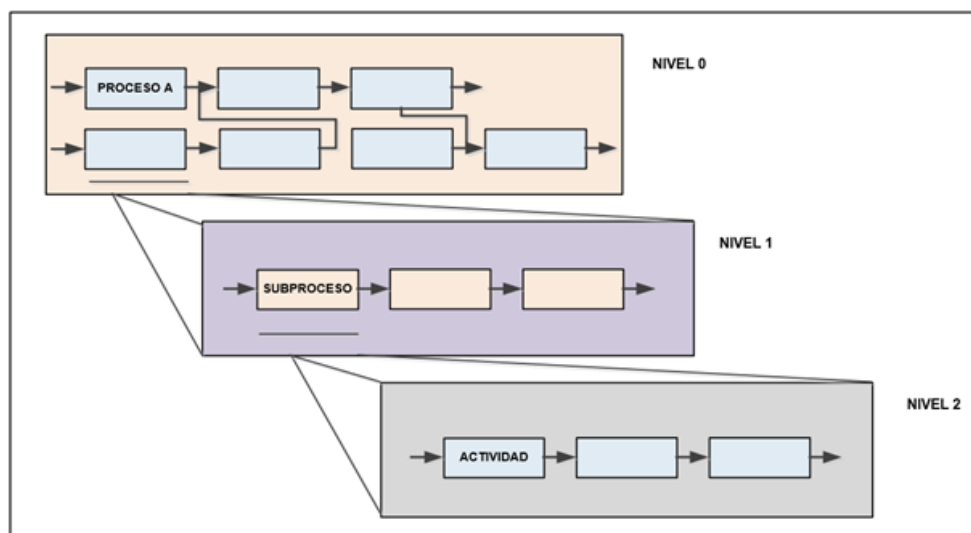 NIVEL 0
PROCESO A
NIVEL 1
SUBPROCESO
NIVEL 2
ACTIVIDAD